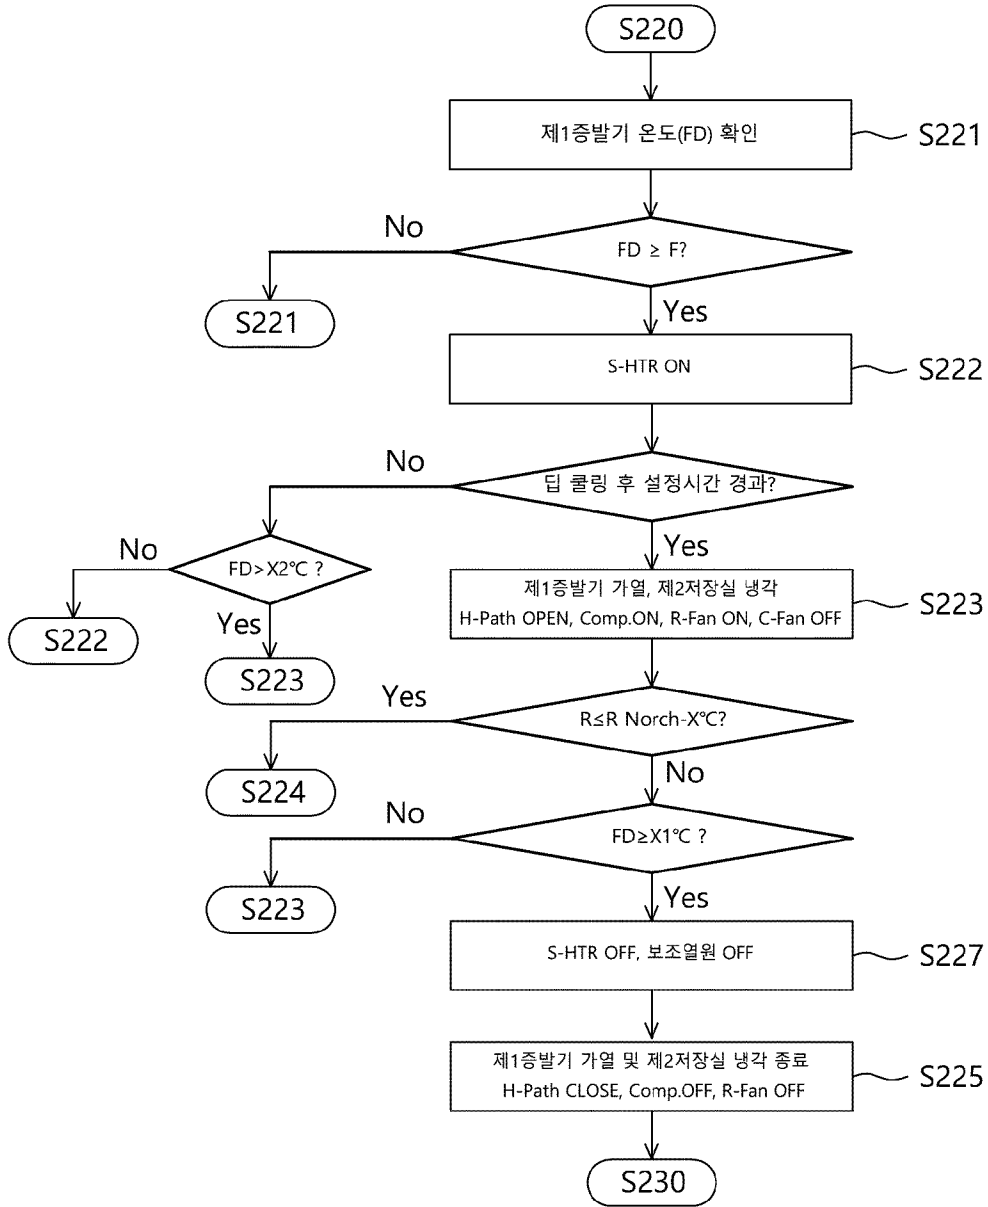 S220
제1증발기 온도(FD) 확인
S221
No
FD ≥ F?
S221
Yes
S-HTR ON
S222
No
딥 쿨링 후 설정시간 경과?
Yes
No
FD>X2℃ ?
S222
Yes
S223
제1증발기 가열, 제2저장실 냉각
H-Path OPEN, Comp.ON, R-Fan ON, C-Fan OFF
S223
Yes
R≤R Norch-X℃?
S224
No
No
FD≥X1℃ ?
S223
Yes
S-HTR OFF, 보조열원 OFF
S227
제1증발기 가열 및 제2저장실 냉각 종료
H-Path CLOSE, Comp.OFF, R-Fan OFF
S225
S230